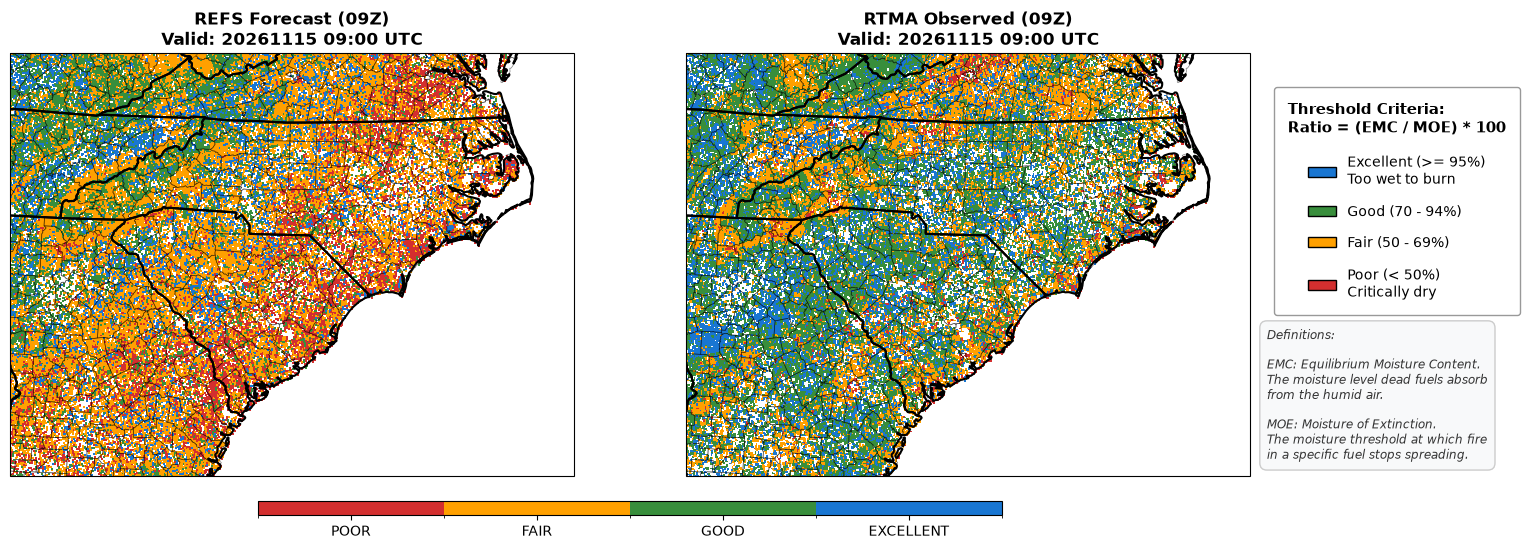 REFS Forecast (09Z)
Valid: 20261115 09:00 UTC
RTMA Observed (09Z)
Valid: 20261115 09:00 UTC
Threshold Criteria:
Ratio = (EMC / MOE) * 100
Excellent (>= 95%)
Too wet to burn
Good (70 - 94%)
Fair (50 - 69%)
Poor (< 50%)
Critically dry
Definitions:
EMC: Equilibrium Moisture Content.
The moisture level dead fuels absorb
from the humid air.
MOE: Moisture of Extinction.
The moisture threshold at which fire
in a specific fuel stops spreading.
POOR FAIR GOOD EXCELLENT